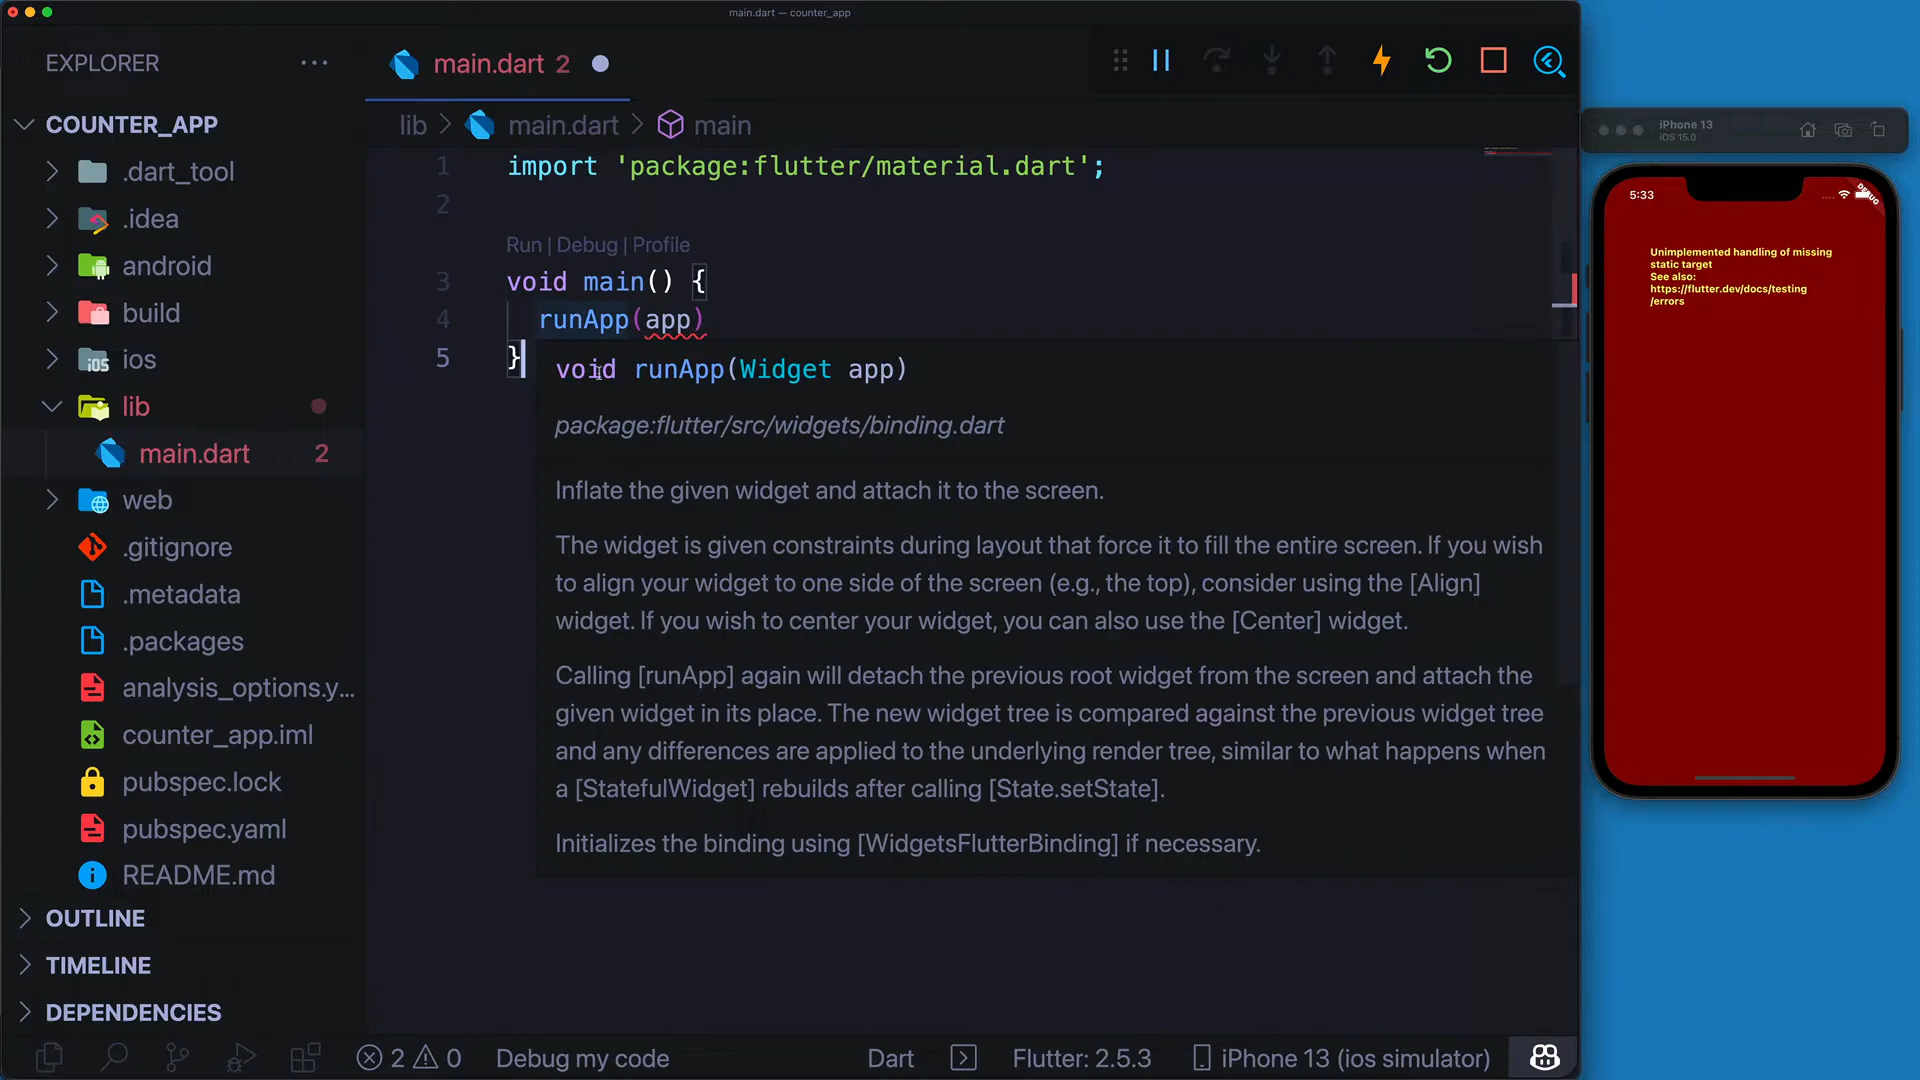 main.dart — counter_app
EXPLORER
main.dart 2
COUNTER_APP
.dart_tool
.idea
android
build
ios
lib
main.dart 2
web
.gitignore
.metadata
.packages
analysis_options.y...
counter_app.iml
pubspec.lock
pubspec.yaml
README.md
OUTLINE
TIMELINE
DEPENDENCIES
lib > main.dart > main
1 import 'package:flutter/material.dart';
2
Run | Debug | Profile
3 void main() {
4 runApp(app)
5 }
void runApp(Widget app)
package:flutter/src/widgets/binding.dart
Inflate the given widget and attach it to the screen.
The widget is given constraints during layout that force it to fill the entire screen. If you wish
to align your widget to one side of the screen (e.g., the top), consider using the [Align]
widget. If you wish to center your widget, you can also use the [Center] widget.
Calling [runApp] again will detach the previous root widget from the screen and attach the
given widget in its place. The new widget tree is compared against the previous widget tree
and any differences are applied to the underlying render tree, similar to what happens when
a [StatefulWidget] rebuilds after calling [State.setState].
Initializes the binding using [WidgetsFlutterBinding] if necessary.
2 0 Debug my code Dart Flutter: 2.5.3 iPhone 13 (ios simulator)
iPhone 13
iOS 15.0
5:33
DEBUG
Unimplemented handling of missing
static target
See also:
https://flutter.dev/docs/testing
/errors